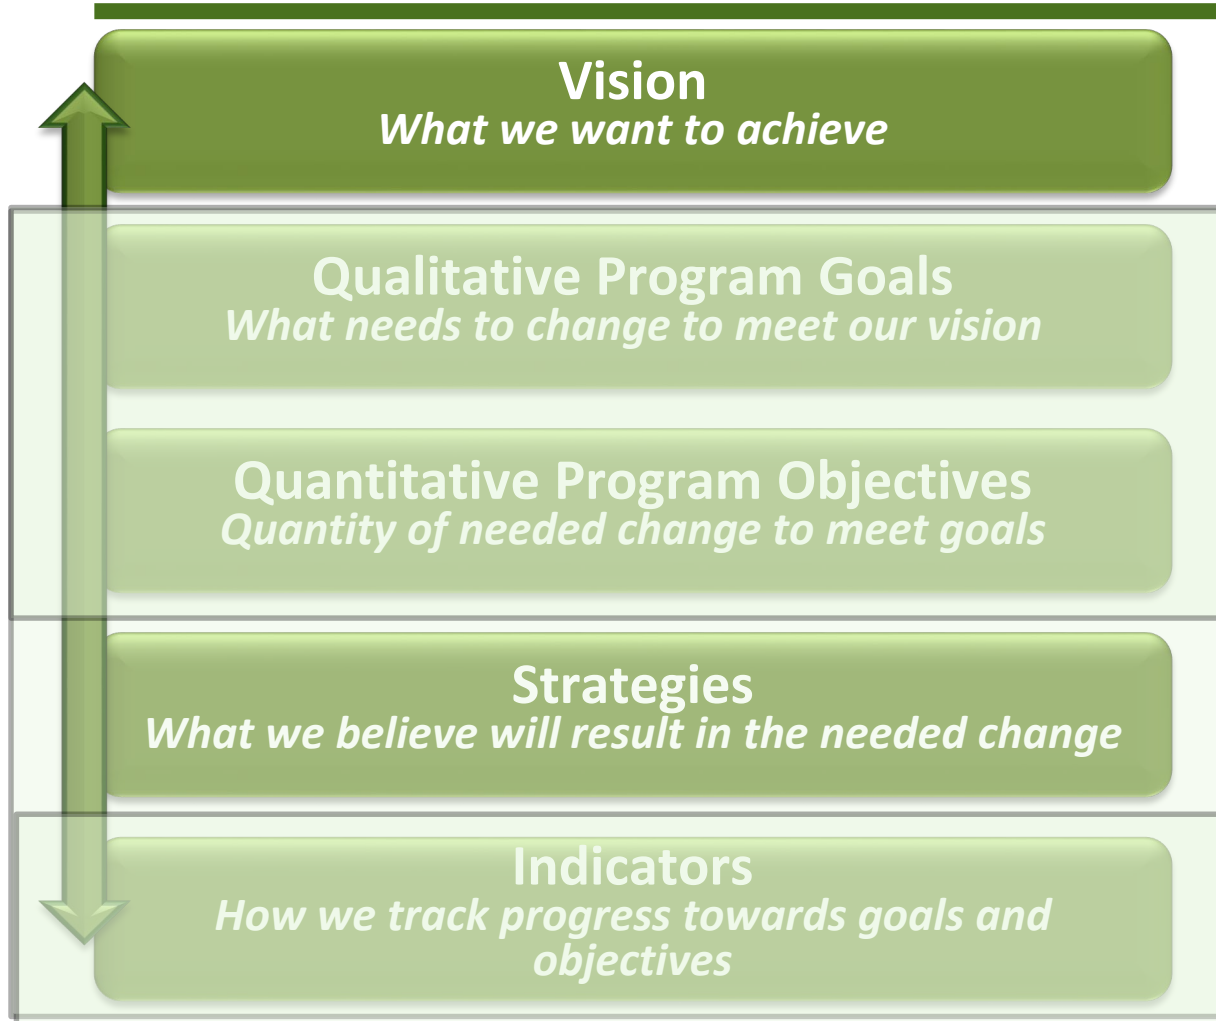 Vision
What we want to achieve
Qualitative Program Goals
What needs to change to meet our vision
Quantitative Program Objectives
Quantity of needed change to meet goals
Strategies
What we believe will result in the needed change
Indicators
How we track progress towards goals and
objectives